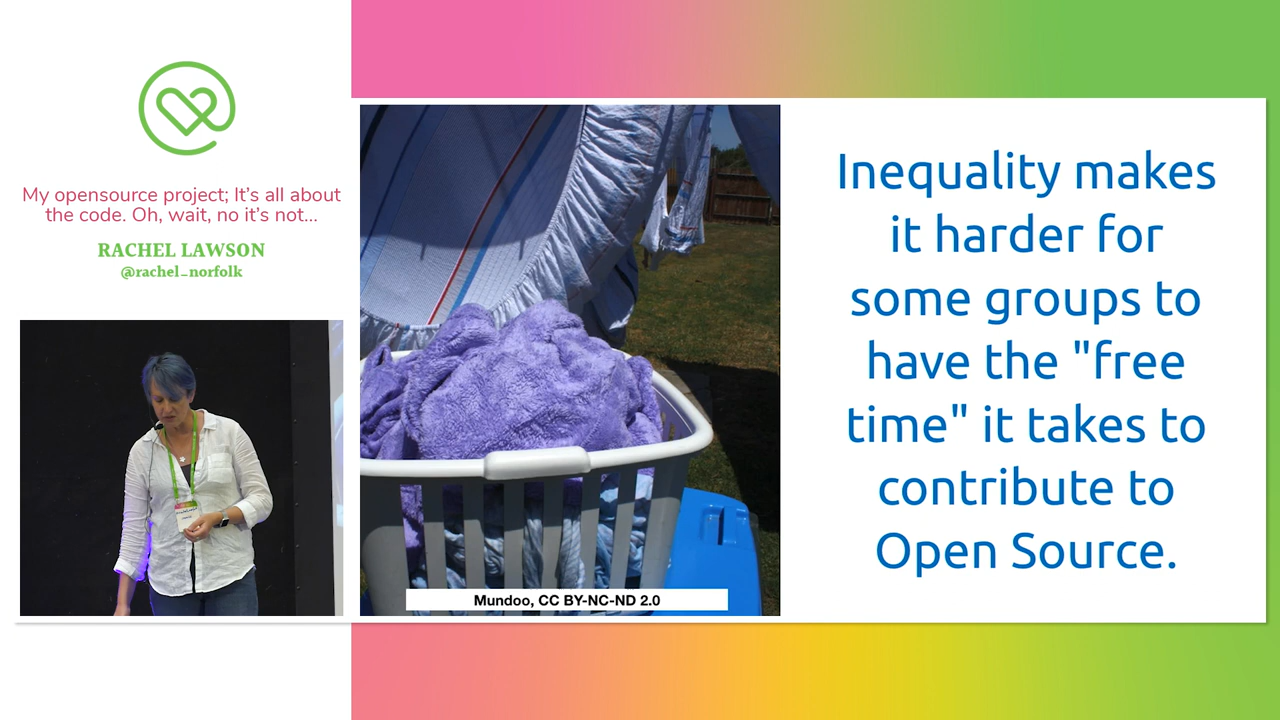 My opensource project; It's all about
the code. Oh, wait, no it's not...
RACHEL LAWSON
@rachel_norfolk
Inequality makes
it harder for
some groups to
have the "free
time" it takes to
contribute to
Open Source.
Mundoo, CC BY-NC-ND 2.0